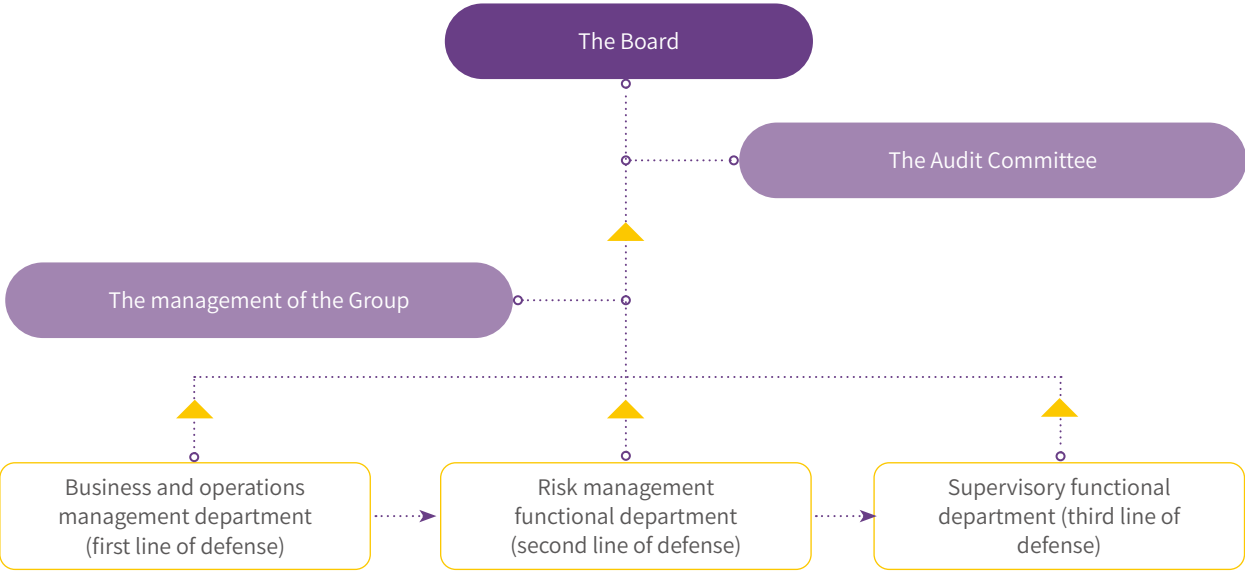 The Board
The Audit Committee
The management of the Group
Business and operations
management department
(first line of defense)
Risk management
functional department
(second line of defense)
Supervisory functional
department (third line of
defense)